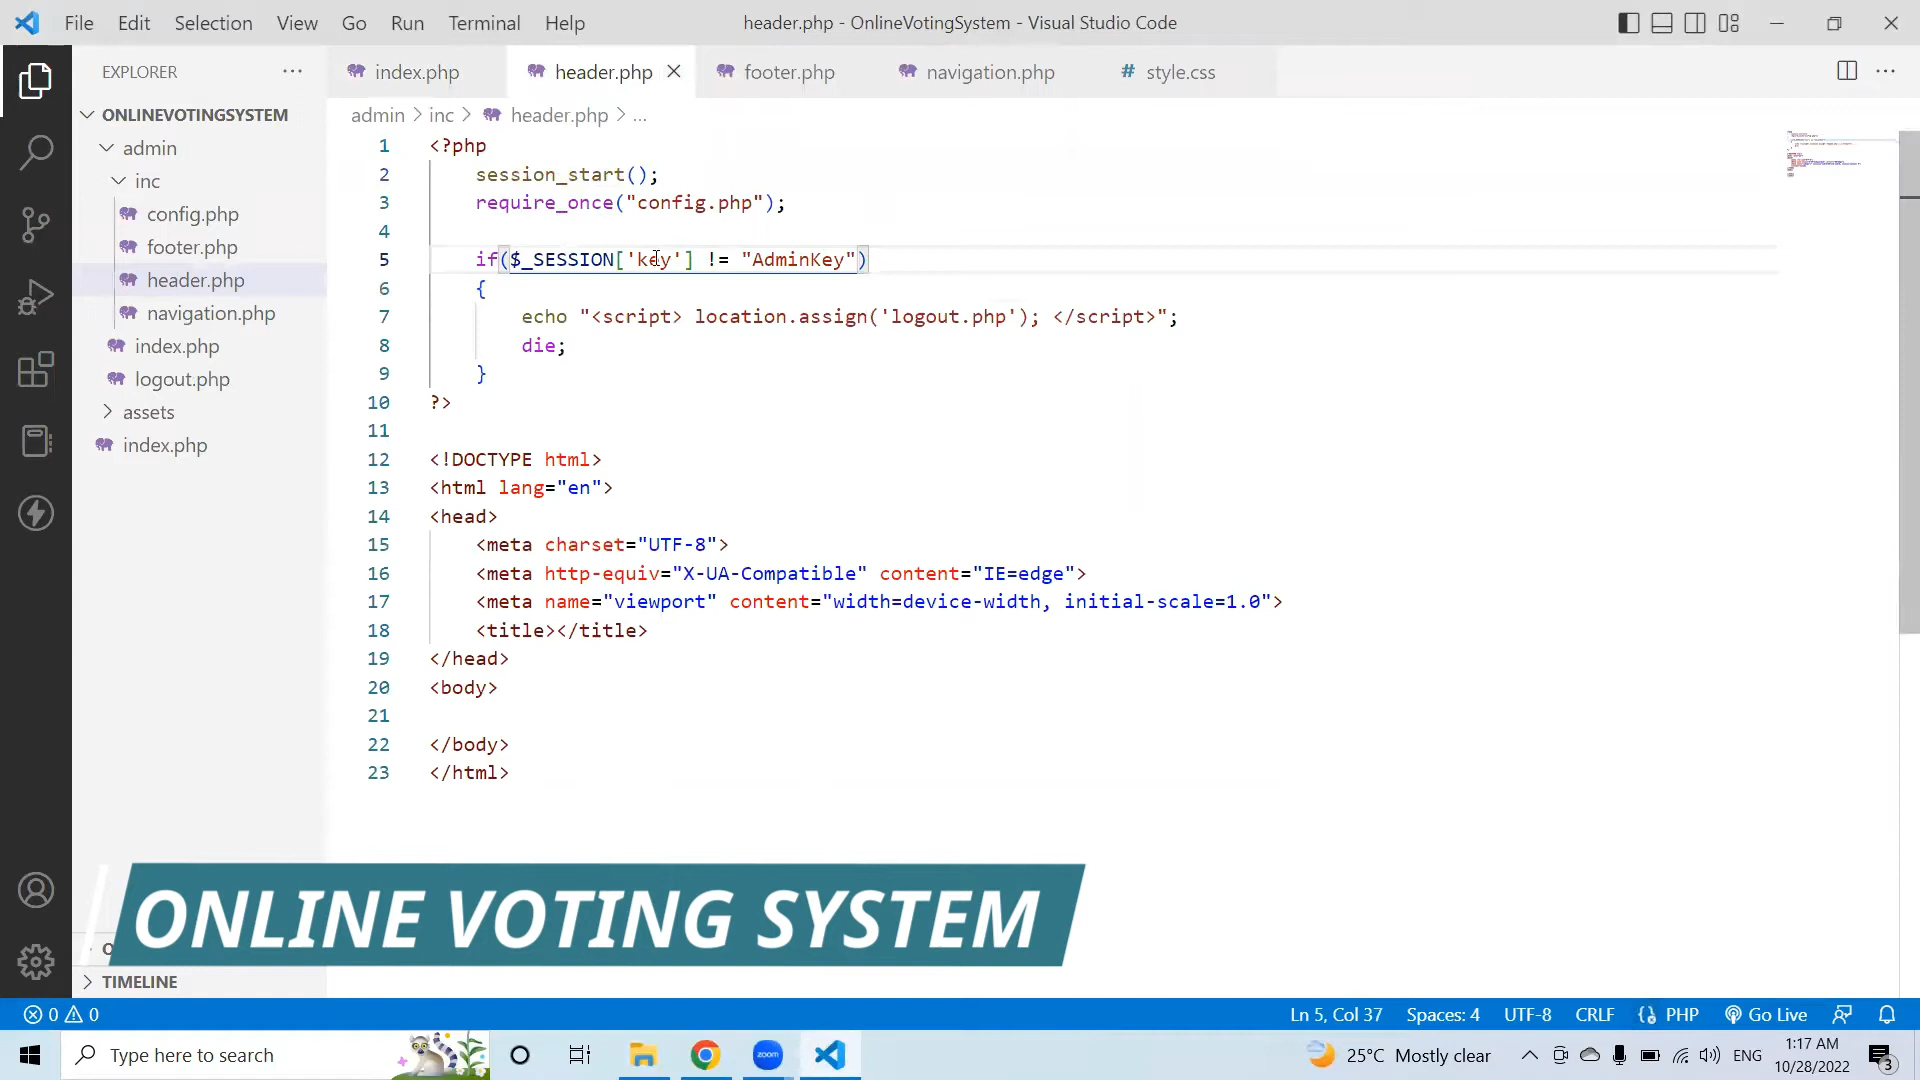 File Edit Selection View Go Run Terminal Help
header.php - OnlineVotingSystem - Visual Studio Code
EXPLORER
index.php
header.php
footer.php
navigation.php
# style.css
ONLINEVOTINGSYSTEM
admin
inc
config.php
footer.php
header.php
navigation.php
index.php
logout.php
assets
index.php
TIMELINE
admin > inc > header.php > ...
1 <?php
2 session_start();
3 require_once("config.php");
4
5 if($_SESSION['key'] != "AdminKey")
6 {
7 echo "<script> location.assign('logout.php'); </script>";
8 die;
9 }
10 ?>
11
12 <!DOCTYPE html>
13 <html lang="en">
14 <head>
15 <meta charset="UTF-8">
16 <meta http-equiv="X-UA-Compatible" content="IE=edge">
17 <meta name="viewport" content="width=device-width, initial-scale=1.0">
18 <title></title>
19 </head>
20 <body>
21
22 </body>
23 </html>
ONLINE VOTING SYSTEM
0 0
Ln 5, Col 37 Spaces: 4 UTF-8 CRLF PHP Go Live
Type here to search
zoom
25°C Mostly clear
ENG
1:17 AM
10/28/2022
3